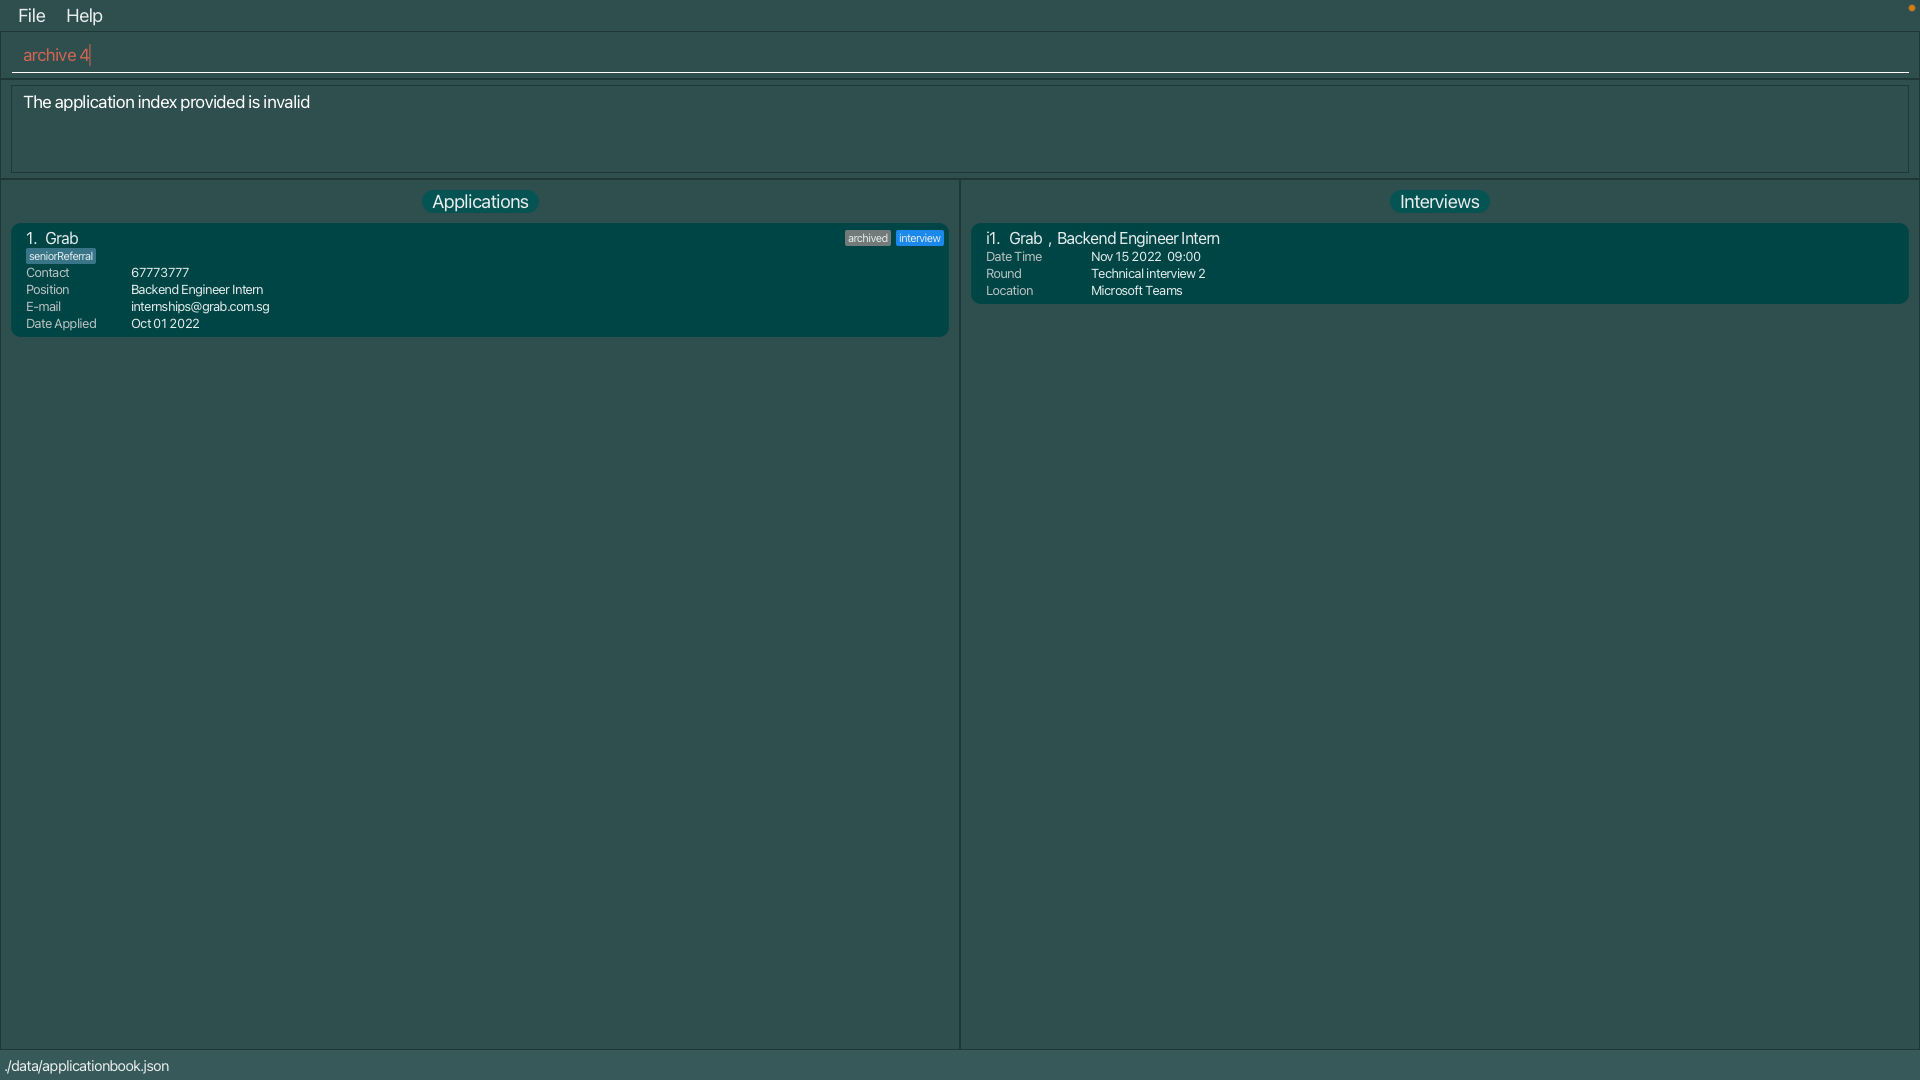 File Help
archive 4
The application index provided is invalid
Applications
1. Grab archived interview
seniorReferral
Contact 67773777
Position Backend Engineer Intern
E-mail internships@grab.com.sg
Date Applied Oct 01 2022
Interviews
i1. Grab , Backend Engineer Intern
Date Time Nov 15 2022 09:00
Round Technical interview 2
Location Microsoft Teams
./data/applicationbook.json